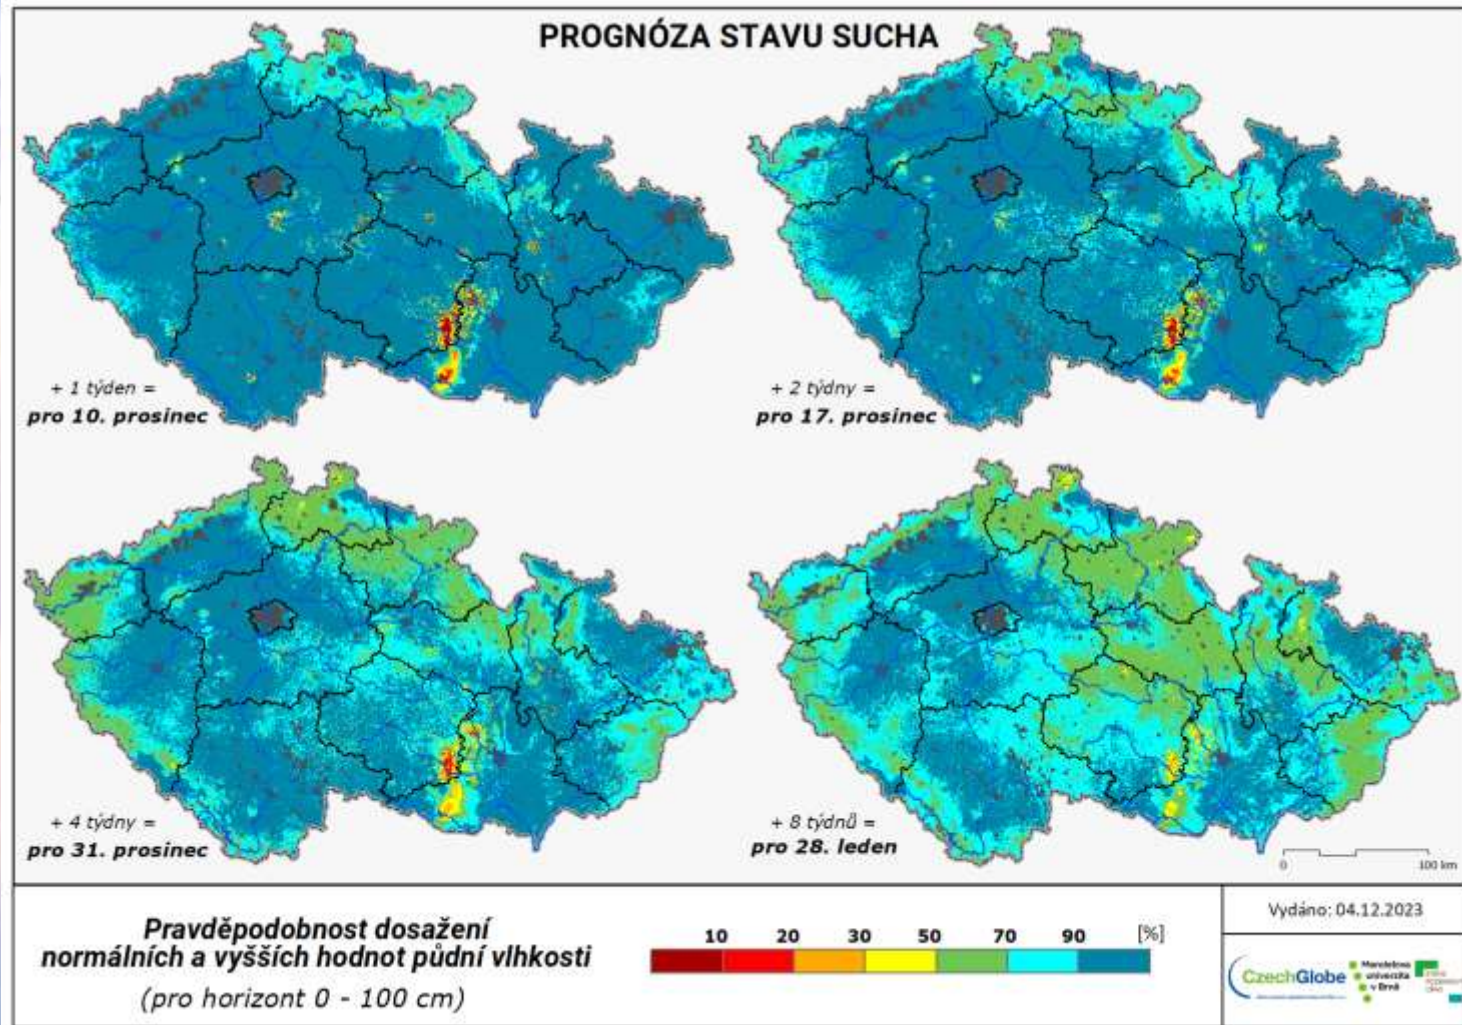 PROGNÓZA STAVU SUCHA
+ 1 týden =
pro 10. prosinec
+ 2 týdny =
pro 17. prosinec
+ 4 týdny =
pro 31. prosinec
+ 8 týdnů =
pro 28. leden
0 100 km
Pravděpodobnost dosažení
normálních a vyšších hodnot půdní vlhkosti
(pro horizont 0 - 100 cm)
10 20 30 50 70 90 [%]
Vydáno: 04.12.2023
CzechGlobe
Mendelova
univerzita
v Brně